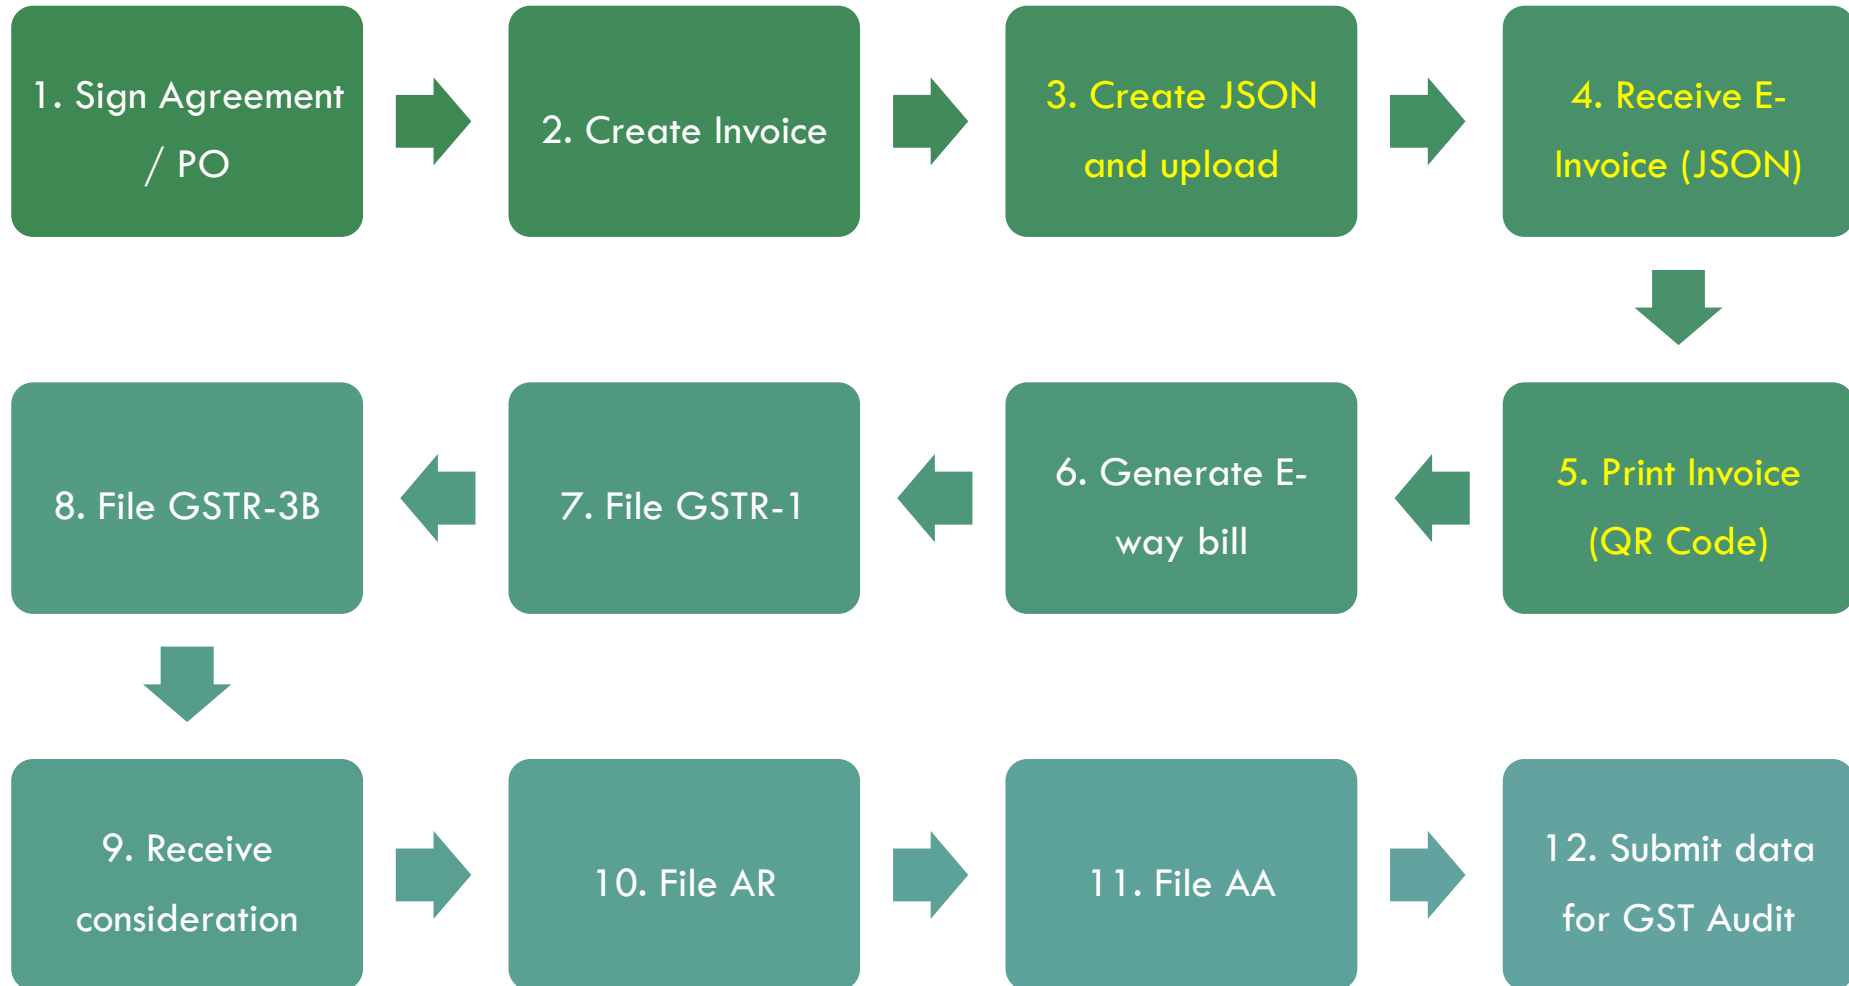 1. Sign Agreement
/ PO
2. Create Invoice
3. Create JSON
and upload
4. Receive E-
Invoice (JSON)
5. Print Invoice
(QR Code)
6. Generate E-
way bill
7. File GSTR-1
8. File GSTR-3B
9. Receive
consideration
10. File AR
11. File AA
12. Submit data
for GST Audit